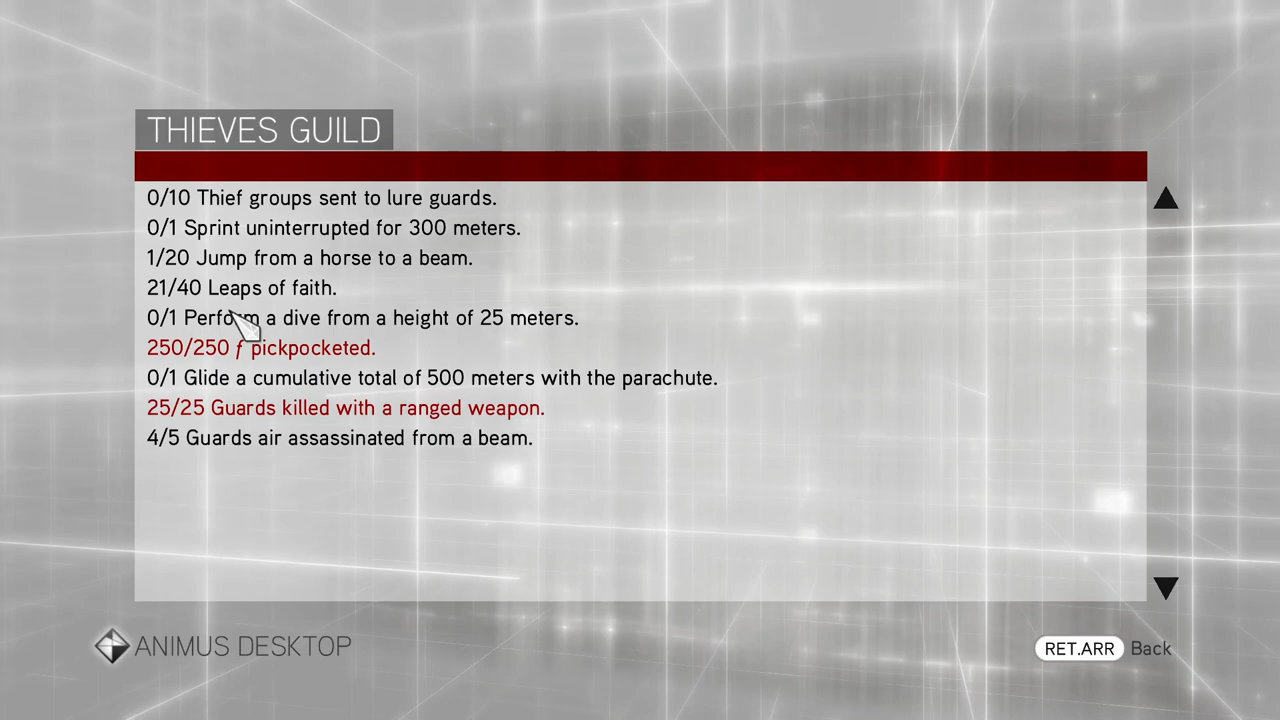 THIEVES GUILD
0/10 Thief groups sent to lure guards.
0/1 Sprint uninterrupted for 300 meters.
1/20 Jump from a horse to a beam.
21/40 Leaps of faith.
0/1 Perform a dive from a height of 25 meters.
250/250 ƒ pickpocketed.
0/1 Glide a cumulative total of 500 meters with the parachute.
25/25 Guards killed with a ranged weapon.
4/5 Guards air assassinated from a beam.
ANIMUS DESKTOP
RET.ARR Back